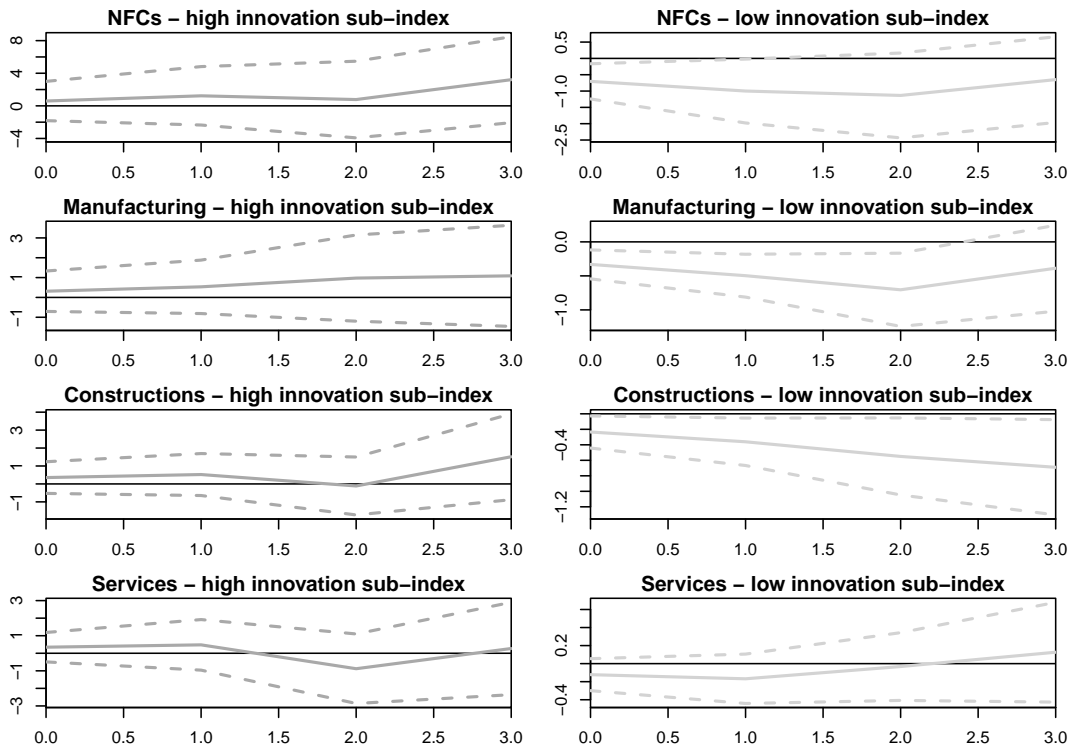 NFCs − high innovation sub−index
8
4
0
−4
0.0 0.5 1.0 1.5 2.0 2.5 3.0
NFCs − low innovation sub−index
0.5
−1.0
−2.5
0.0 0.5 1.0 1.5 2.0 2.5 3.0
Manufacturing − high innovation sub−index
3
1
−1
0.0 0.5 1.0 1.5 2.0 2.5 3.0
Manufacturing − low innovation sub−index
0.0
−1.0
0.0 0.5 1.0 1.5 2.0 2.5 3.0
Constructions − high innovation sub−index
3
1
−1
0.0 0.5 1.0 1.5 2.0 2.5 3.0
Constructions − low innovation sub−index
−0.4
−1.2
0.0 0.5 1.0 1.5 2.0 2.5 3.0
Services − high innovation sub−index
3
1
−1
−3
0.0 0.5 1.0 1.5 2.0 2.5 3.0
Services − low innovation sub−index
0.2
−0.4
0.0 0.5 1.0 1.5 2.0 2.5 3.0